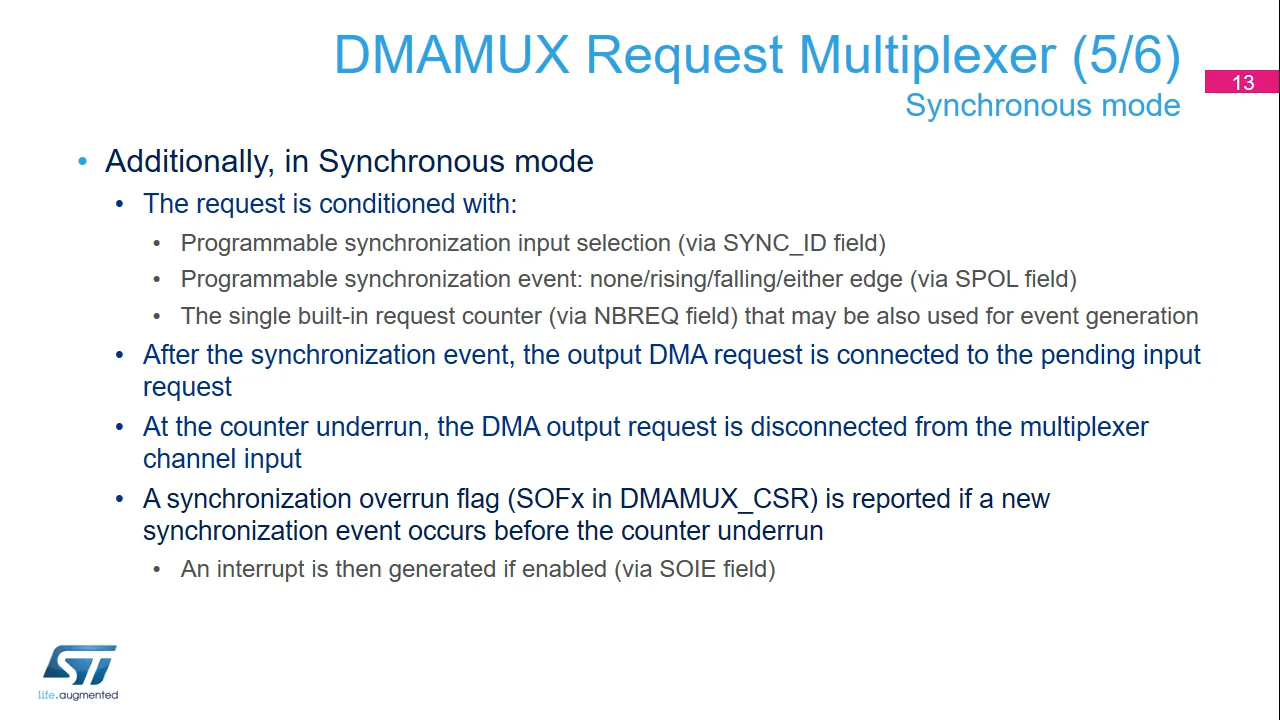 DMAMUX Request Multiplexer (5/6)
13
Synchronous mode
• Additionally, in Synchronous mode
• The request is conditioned with:
• Programmable synchronization input selection (via SYNC_ID field)
• Programmable synchronization event: none/rising/falling/either edge (via SPOL field)
• The single built-in request counter (via NBREQ field) that may be also used for event generation
• After the synchronization event, the output DMA request is connected to the pending input
request
• At the counter underrun, the DMA output request is disconnected from the multiplexer
channel input
• A synchronization overrun flag (SOFx in DMAMUX_CSR) is reported if a new
synchronization event occurs before the counter underrun
• An interrupt is then generated if enabled (via SOIE field)
ST
life.augmented